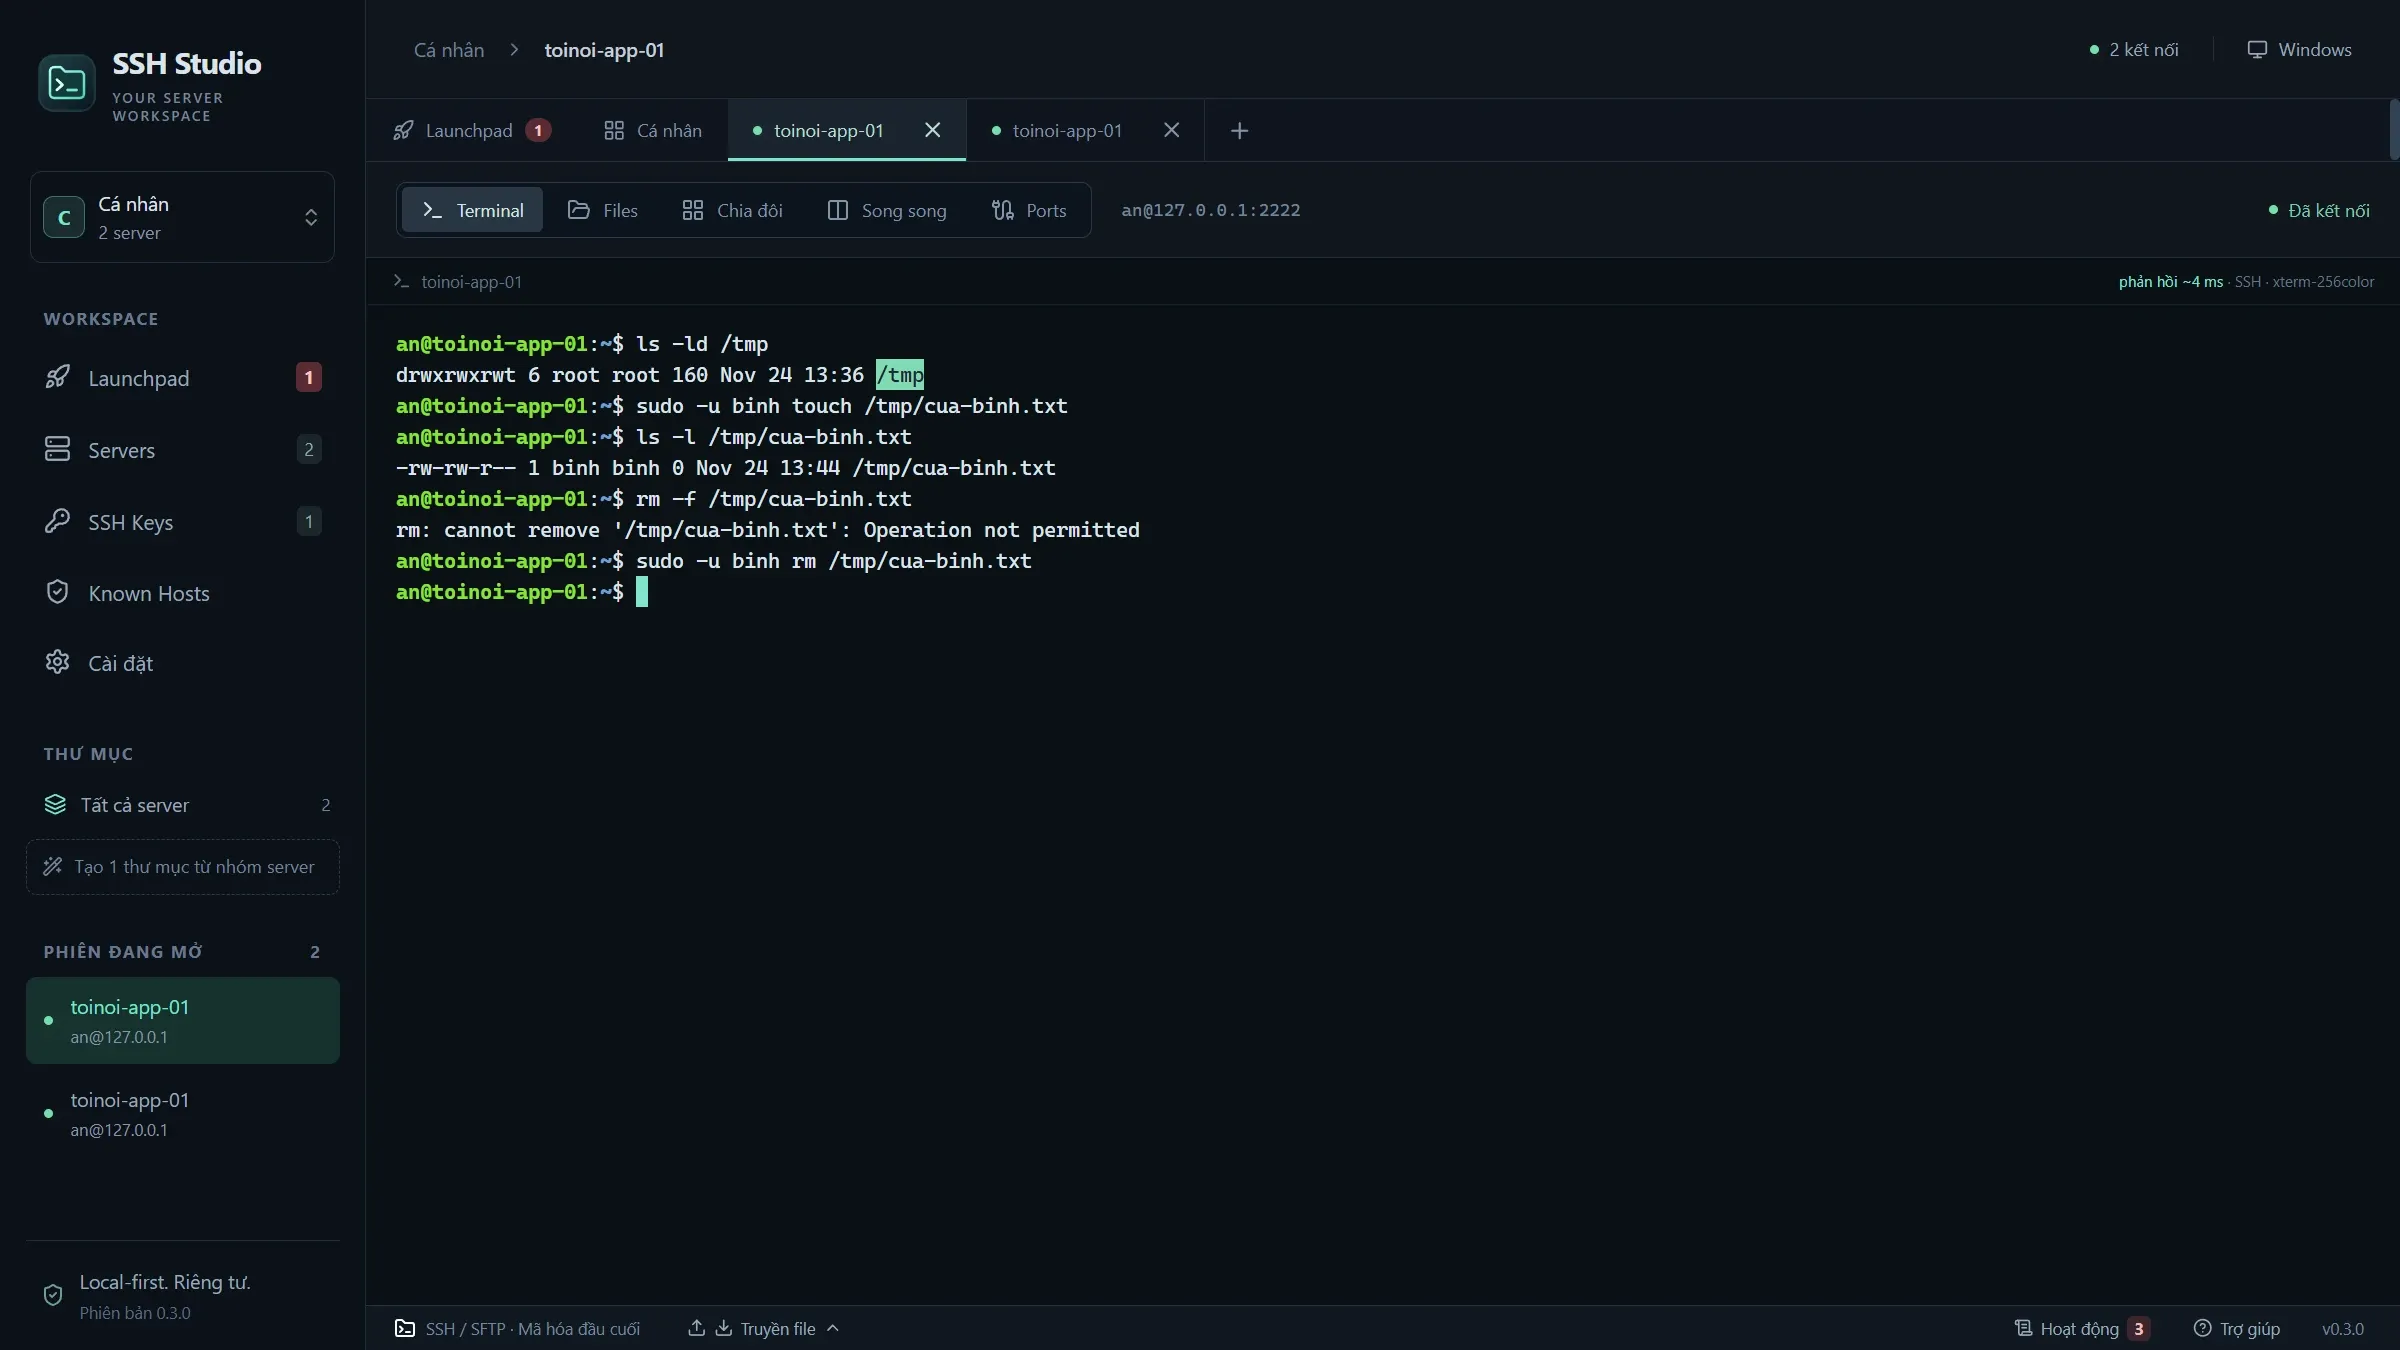 SSH Studio
YOUR SERVER
WORKSPACE
C
Cá nhân
2 server
WORKSPACE
Launchpad 1
Servers 2
SSH Keys 1
Known Hosts
Cài đặt
THƯ MỤC
Tất cả server 2
Tạo 1 thư mục từ nhóm server
PHIÊN ĐANG MỞ 2
toinoi-app-01
an@127.0.0.1
toinoi-app-01
an@127.0.0.1
Local-first. Riêng tư.
Phiên bản 0.3.0
Cá nhân > toinoi-app-01
2 kết nối Windows
Launchpad 1 Cá nhân toinoi-app-01 toinoi-app-01
Terminal Files Chia đôi Song song Ports an@127.0.0.1:2222 Đã kết nối
toinoi-app-01 phản hồi ~4 ms · SSH · xterm-256color
an@toinoi-app-01:~$ ls -ld /tmp
drwxrwxrwt 6 root root 160 Nov 24 13:36 /tmp
an@toinoi-app-01:~$ sudo -u binh touch /tmp/cua-binh.txt
an@toinoi-app-01:~$ ls -l /tmp/cua-binh.txt
-rw-rw-r-- 1 binh binh 0 Nov 24 13:44 /tmp/cua-binh.txt
an@toinoi-app-01:~$ rm -f /tmp/cua-binh.txt
rm: cannot remove '/tmp/cua-binh.txt': Operation not permitted
an@toinoi-app-01:~$ sudo -u binh rm /tmp/cua-binh.txt
an@toinoi-app-01:~$
SSH / SFTP · Mã hóa đầu cuối Truyền file Hoạt động 3 Trợ giúp v0.3.0